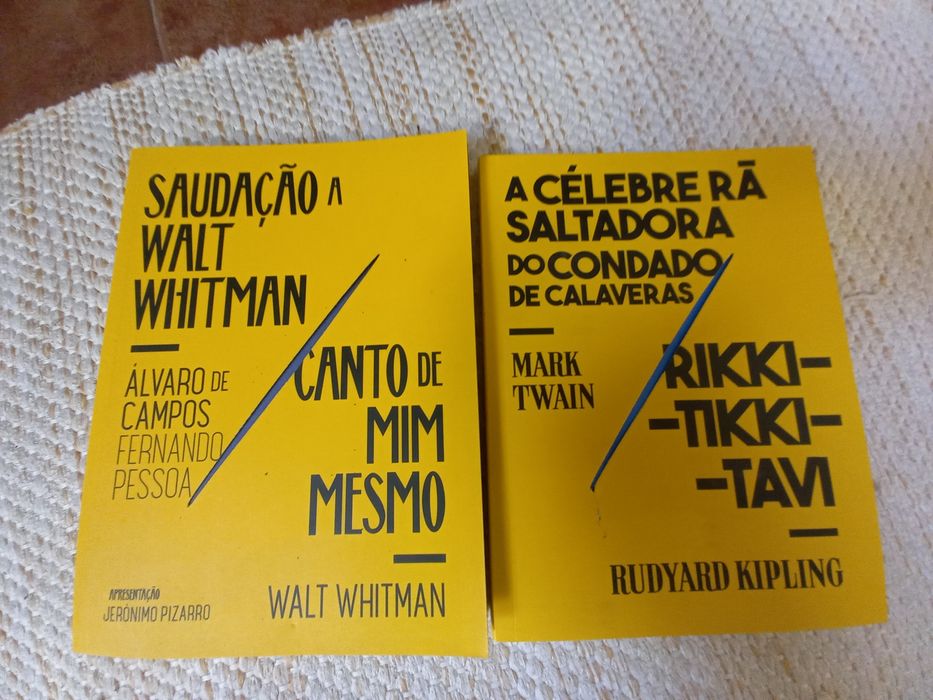 SAUDAÇÃO A
WALT
WHITMAN
ÁLVARO DE
CAMPOS
FERNANDO
PESSOA
CANTO DE
MIM
MESMO
WALT WHITMAN
APRESENTAÇÃO
JERÓNIMO PIZARRO
A CÉLEBRE RÃ
SALTADORA
DO CONDADO
DE CALAVERAS
MARK
TWAIN
RIKKI-
-TIKKI-
-TAVI
RUDYARD KIPLING